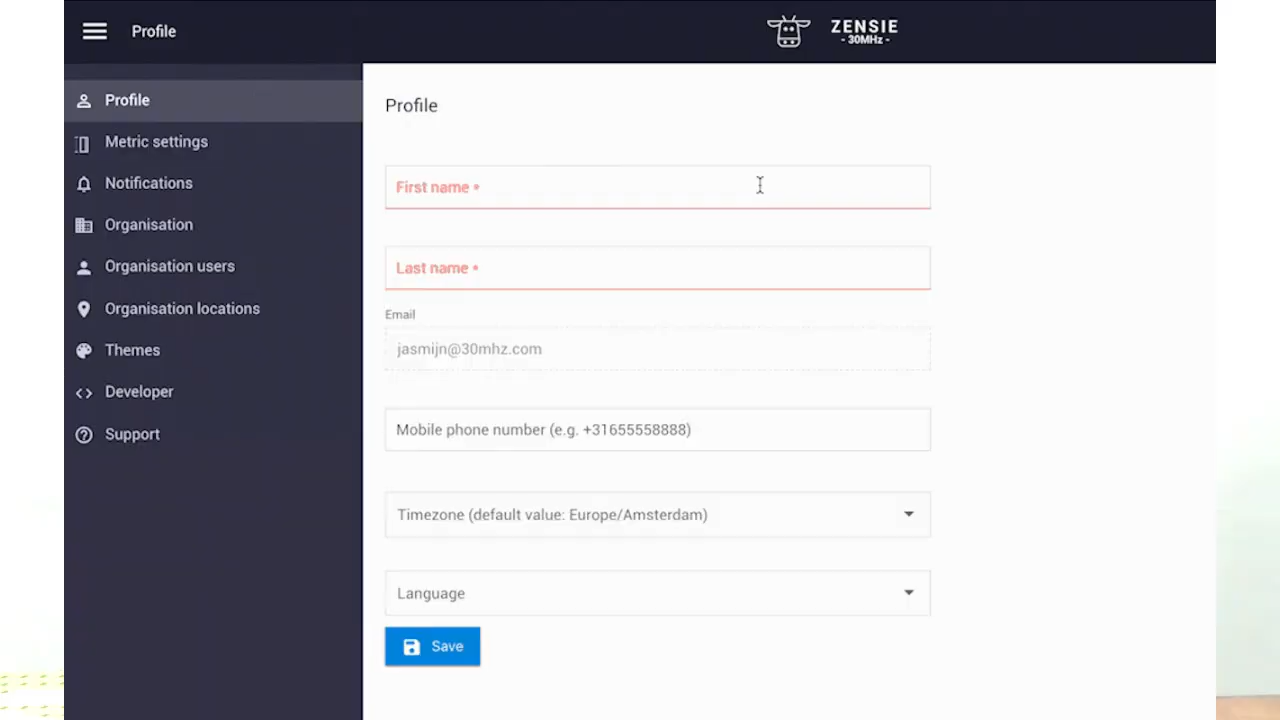 Profile
ZENSIE
- 30MHz -
Profile
Metric settings
Notifications
Organisation
Organisation users
Organisation locations
Themes
Developer
Support
Profile
First name *
Last name *
Email
jasmijn@30mhz.com
Mobile phone number (e.g. +31655558888)
Timezone (default value: Europe/Amsterdam)
Language
Save